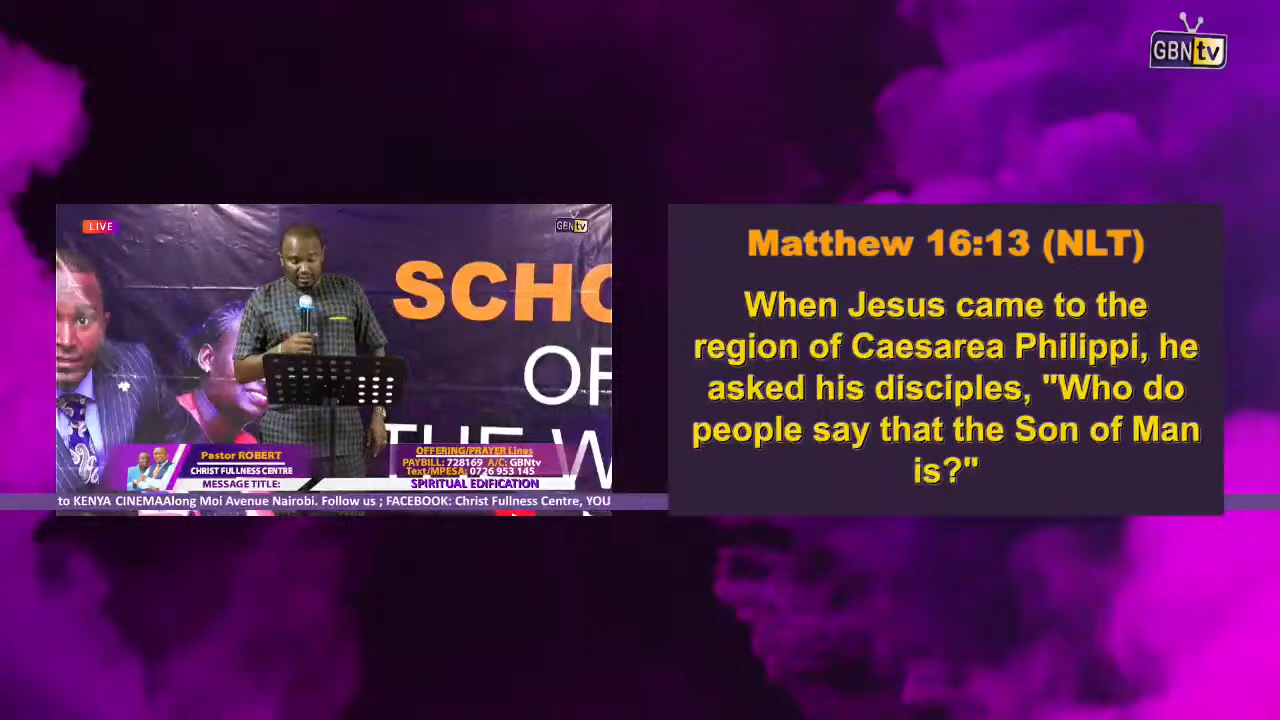 GBNtv
LIVE
GBNtv
SCHO
OF
THE W
Pastor ROBERT
CHRIST FULLNESS CENTRE
MESSAGE TITLE:
OFFERING/PRAYER Lines
PAYBILL: 728169 A/C: GBNtv
Text/MPESA: 0726 953 145
SPIRITUAL EDIFICATION
to KENYA CINEMAAlong Moi Avenue Nairobi. Follow us ; FACEBOOK: Christ Fullness Centre, YOU
Matthew 16:13 (NLT)
When Jesus came to the
region of Caesarea Philippi, he
asked his disciples, "Who do
people say that the Son of Man
is?"